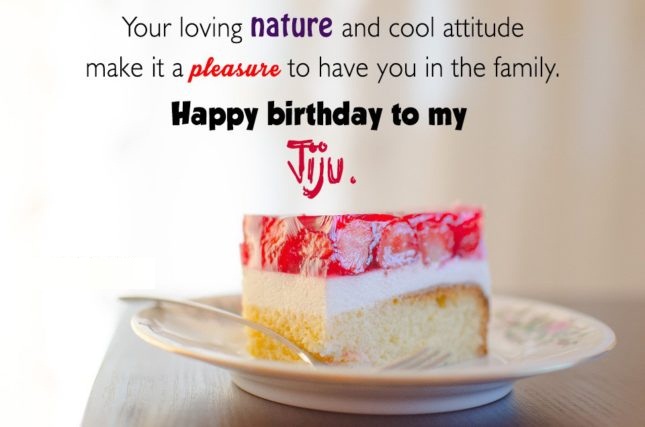 Your loving nature and cool attitude
make it a pleasure to have you in the family.
Happy birthday to my
Jiju.